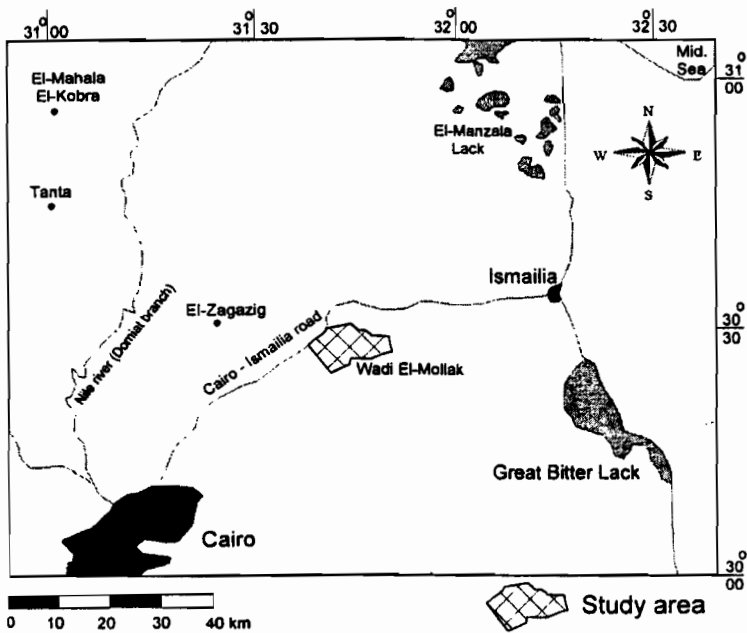 31° 00
31° 30
32° 00
32° 30
Mid.
Sea
31°
00
El-Mahala
El-Kobra
El-Manzala
Lack
N
W E
S
Tanta
Ismailia
El-Zagazig
30°
30
Nile river (Domiat branch)
Cairo - Ismailia road
Wadi El-Mollak
Great Bitter Lack
Cairo
30°
00
0 10 20 30 40 km
Study area